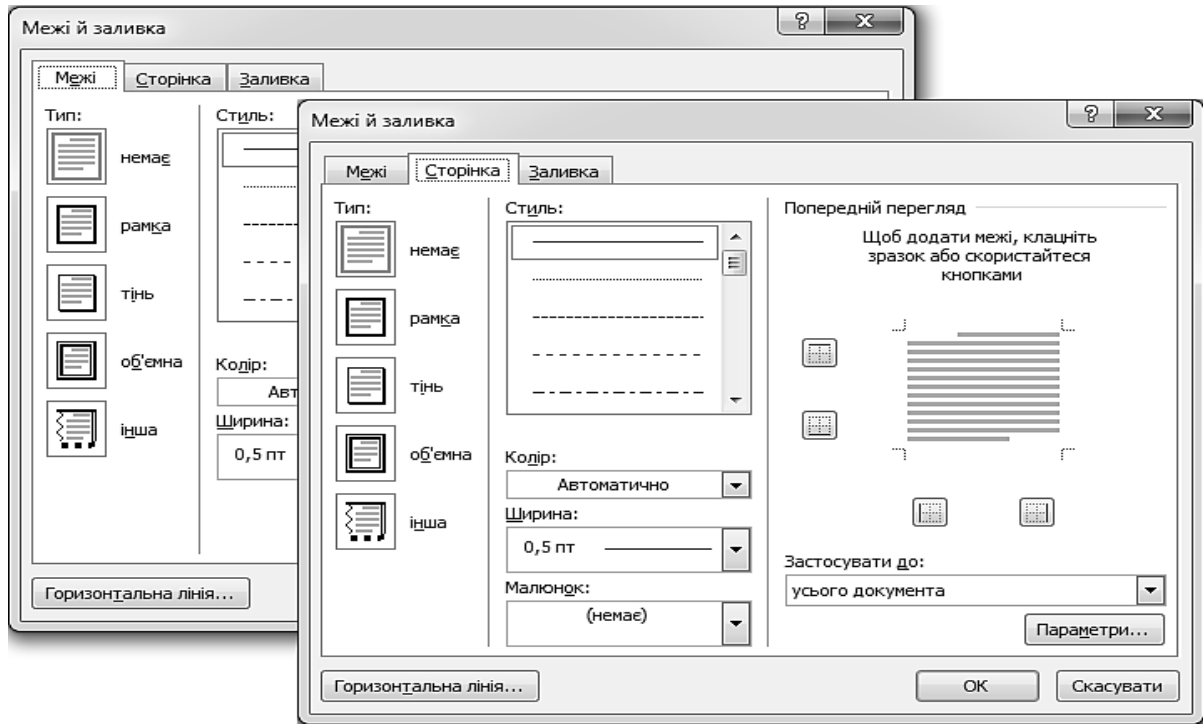 Межі й заливка
Межі Сторінка Заливка
Тип:
немає
рамка
тінь
об'ємна
інша
Стиль:
Колір:
Авт
Ширина:
0,5 пт
Горизонтальна лінія...
Межі й заливка
Межі Сторінка Заливка
Тип:
немає
рамка
тінь
об'ємна
інша
Стиль:
Колір:
Автоматично
Ширина:
0,5 пт
Малюнок:
(немає)
Попередній перегляд
Щоб додати межі, клацніть
зразок або скористайтеся
кнопками
Застосувати до:
усього документа
Параметри...
Горизонтальна лінія...
ОК Скасувати